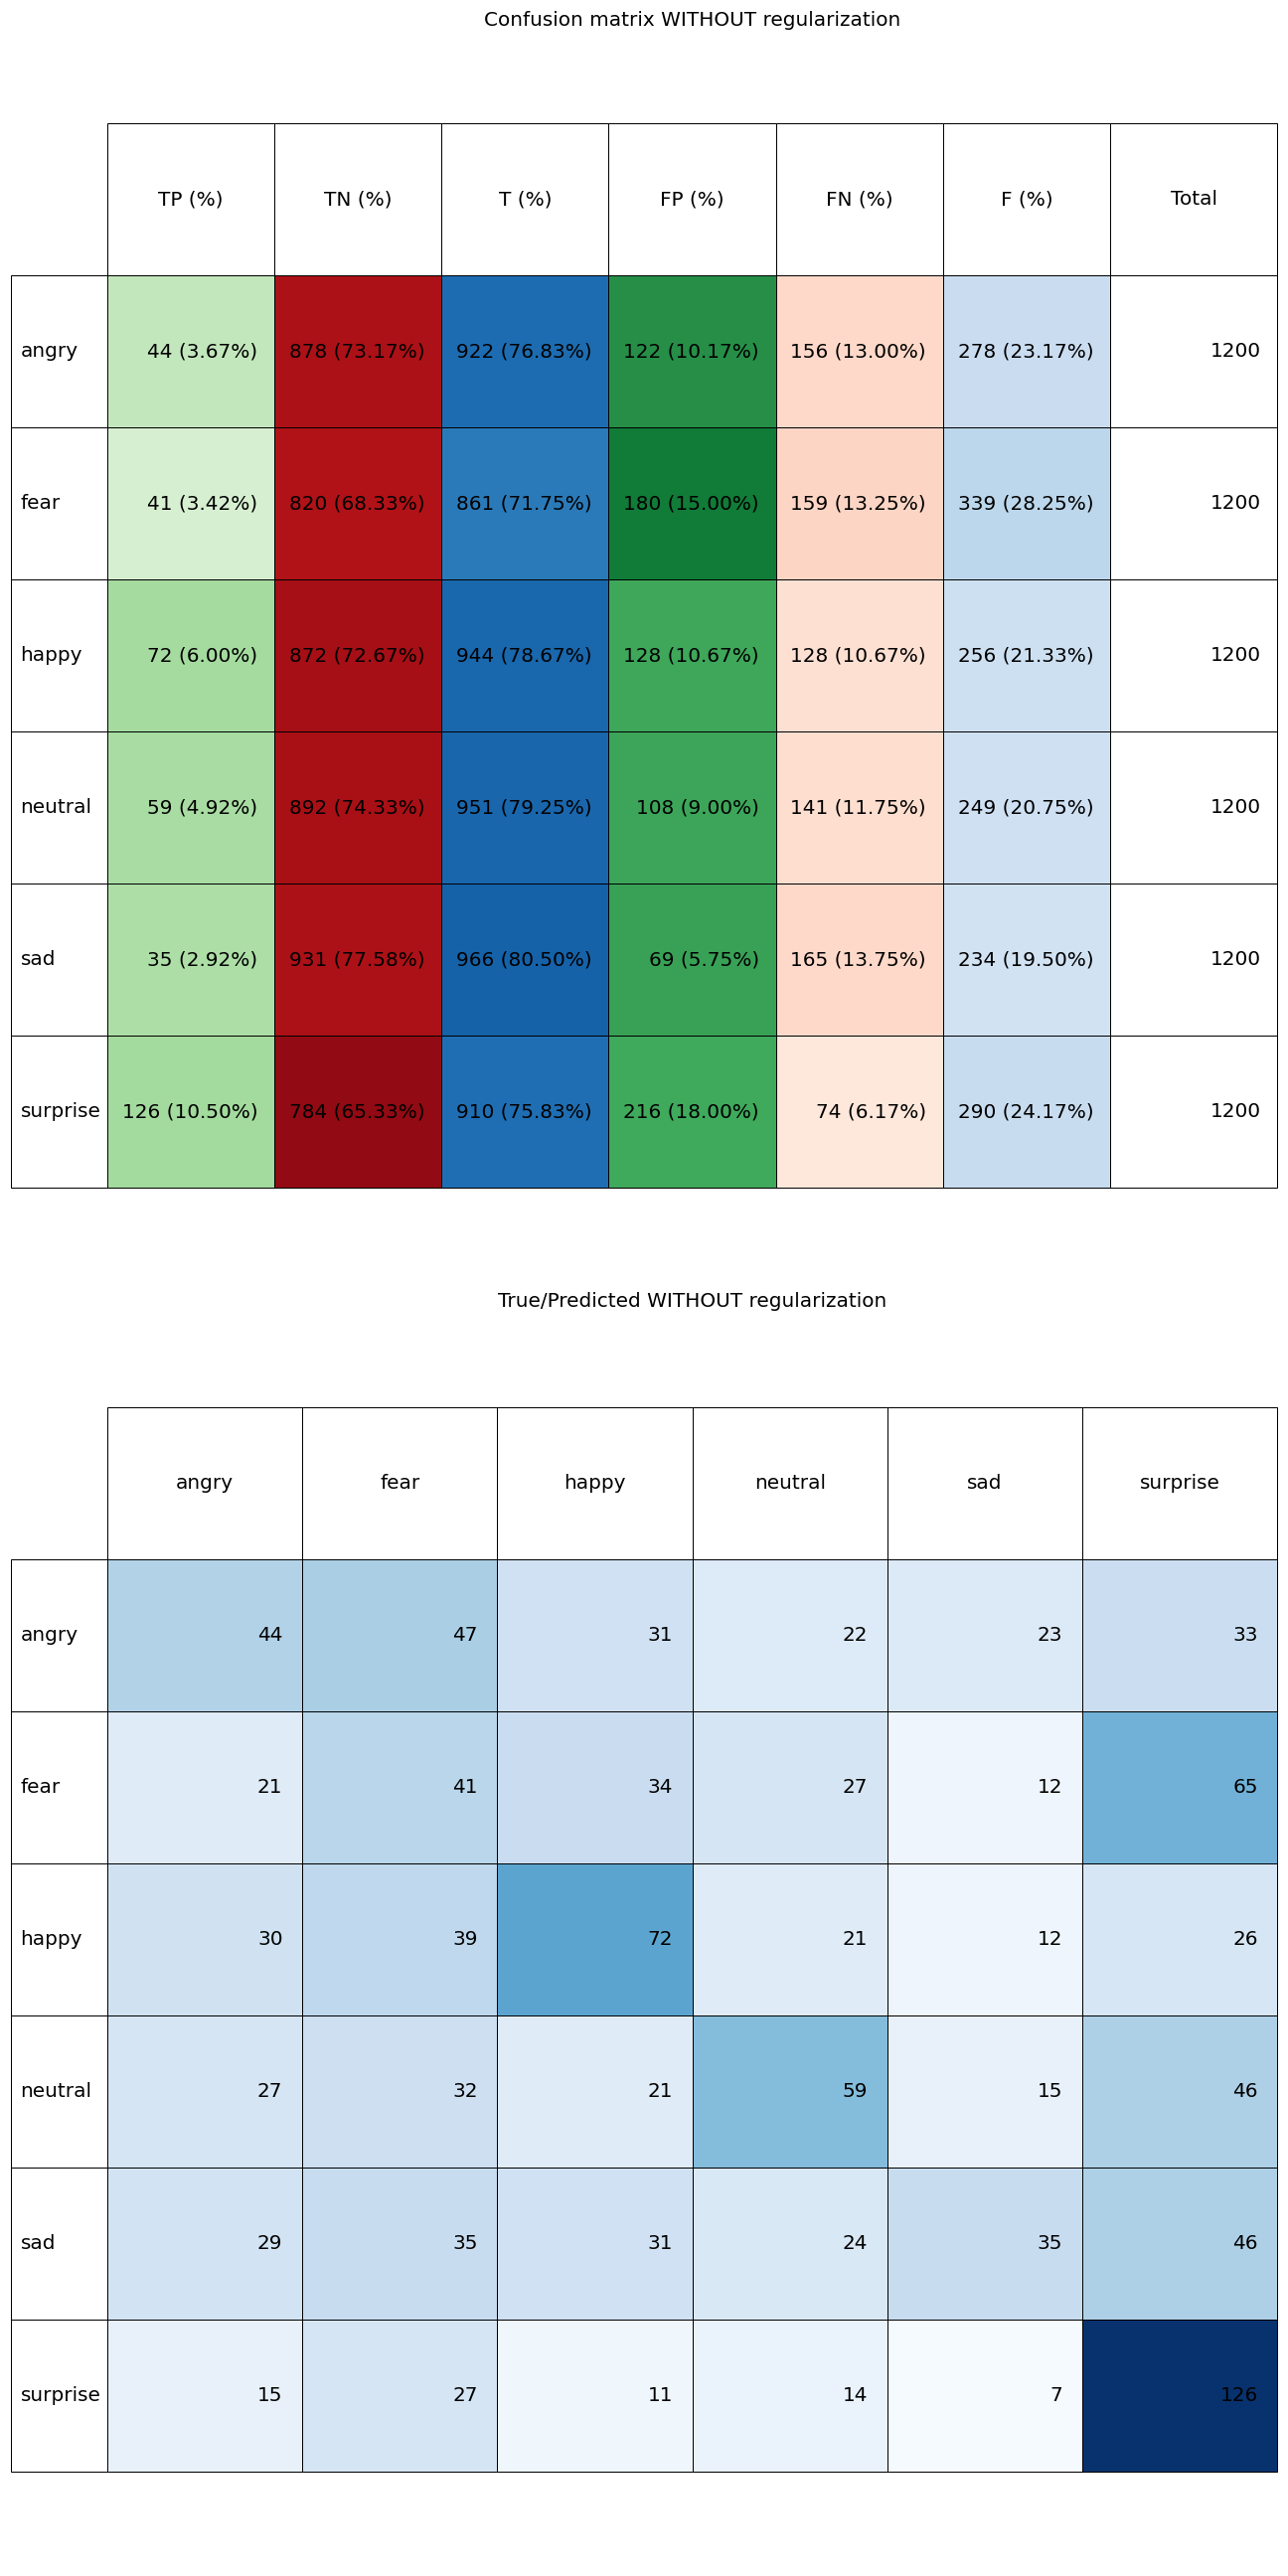 Confusion matrix WITHOUT regularization
TP (%) TN (%) T (%) FP (%) FN (%) F (%) Total
angry 44 (3.67%) 878 (73.17%) 922 (76.83%) 122 (10.17%) 156 (13.00%) 278 (23.17%) 1200
fear 41 (3.42%) 820 (68.33%) 861 (71.75%) 180 (15.00%) 159 (13.25%) 339 (28.25%) 1200
happy 72 (6.00%) 872 (72.67%) 944 (78.67%) 128 (10.67%) 128 (10.67%) 256 (21.33%) 1200
neutral 59 (4.92%) 892 (74.33%) 951 (79.25%) 108 (9.00%) 141 (11.75%) 249 (20.75%) 1200
sad 35 (2.92%) 931 (77.58%) 966 (80.50%) 69 (5.75%) 165 (13.75%) 234 (19.50%) 1200
surprise 126 (10.50%) 784 (65.33%) 910 (75.83%) 216 (18.00%) 74 (6.17%) 290 (24.17%) 1200
True/Predicted WITHOUT regularization
angry fear happy neutral sad surprise
angry 44 47 31 22 23 33
fear 21 41 34 27 12 65
happy 30 39 72 21 12 26
neutral 27 32 21 59 15 46
sad 29 35 31 24 35 46
surprise 15 27 11 14 7 126